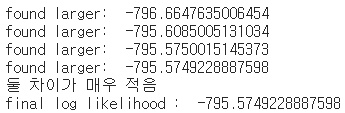 found larger:  -796.6647635006454
found larger:  -795.6085005131034
found larger:  -795.5750015145373
found larger:  -795.5749228887598
둘 차이가 매우 적음
final log likelihood :  -795.5749228887598